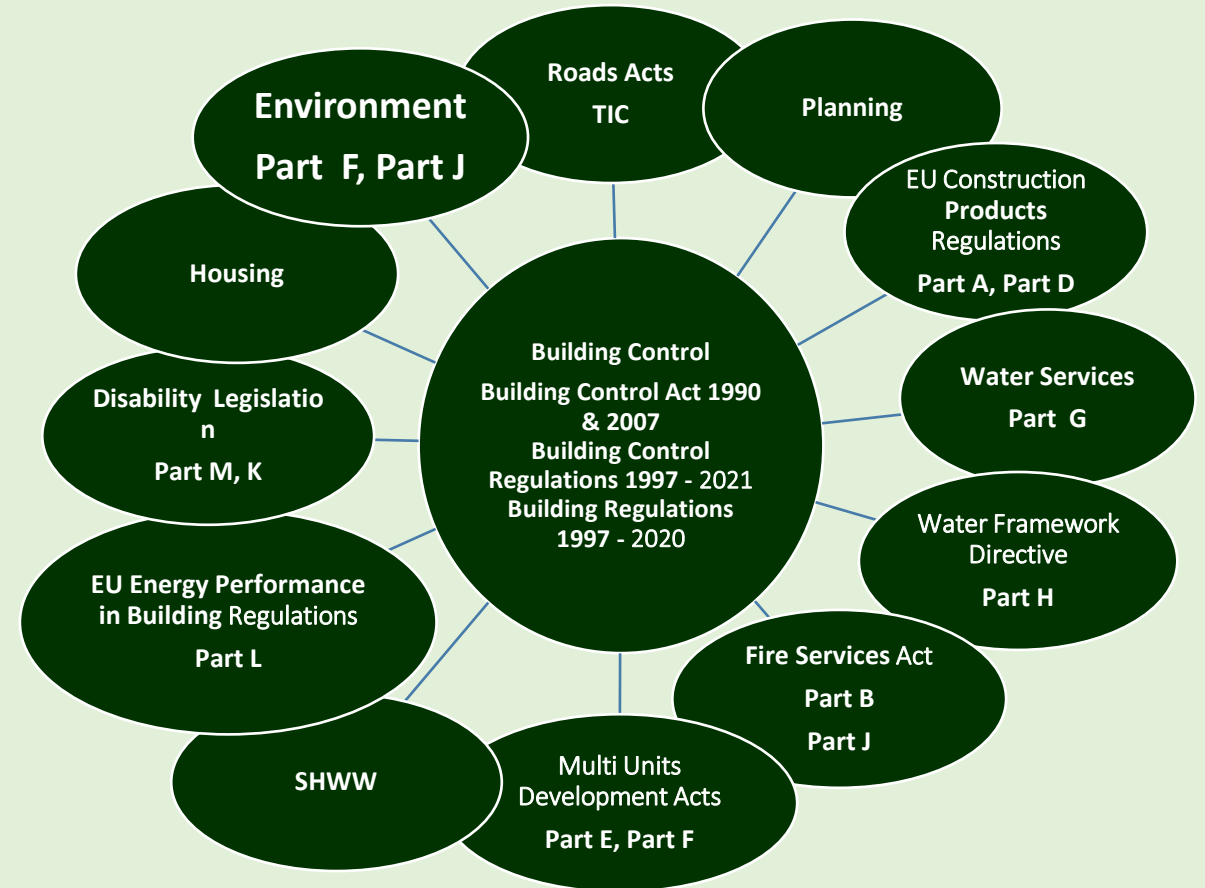 Roads Acts
TIC
Planning
EU Construction
Products
Regulations
Part A, Part D
Water Services
Part G
Water Framework
Directive
Part H
Fire Services Act
Part B
Part J
Multi Units
Development Acts
Part E, Part F
SHWW
EU Energy Performance
in Building Regulations
Part L
Disability Legislatio
n
Part M, K
Housing
Environment
Part F, Part J
Building Control
Building Control Act 1990
& 2007
Building Control
Regulations 1997 - 2021
Building Regulations
1997 - 2020